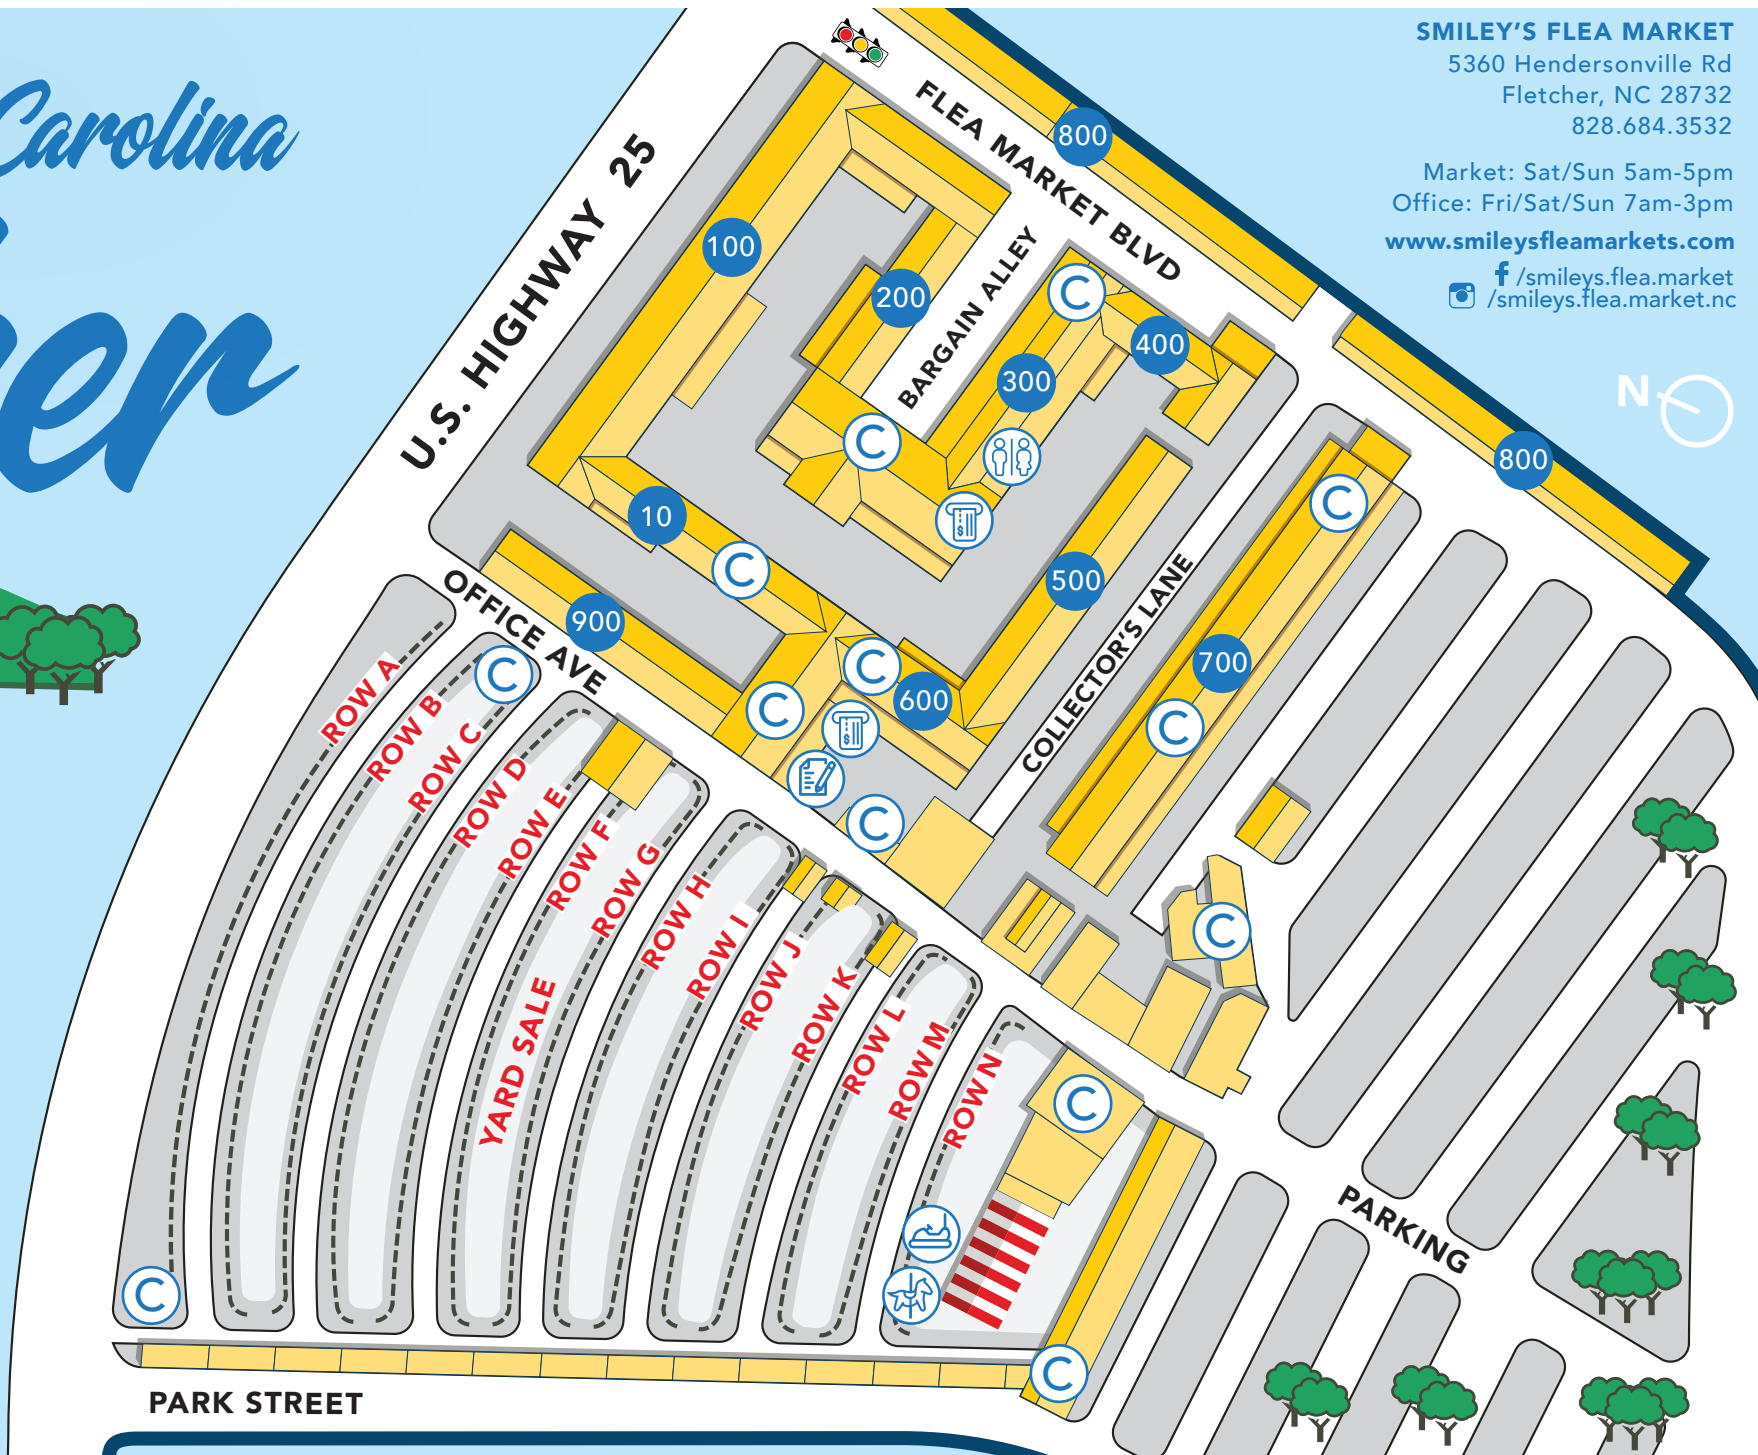 SMILEY'S FLEA MARKET
5360 Hendersonville Rd
Fletcher, NC 28732
828.684.3532
Market: Sat/Sun 5am-5pm
Office: Fri/Sat/Sun 7am-3pm
www.smileysfleamarkets.com
/smileys.flea.market
/smileys.flea.market.nc
N
Carolina
er
U.S. HIGHWAY 25
FLEA MARKET BLVD
BARGAIN ALLEY
COLLECTOR'S LANE
OFFICE AVE
PARKING
PARK STREET
800
100
200
C
400
300
C
800
C
10
C
500
900
C
600
700
C
C
C
C
C
C
C
C
C
$
$
ROW A
ROW B
ROW C
ROW D
ROW E
ROW F
ROW G
YARD SALE
ROW H
ROW I
ROW J
ROW K
ROW L
ROW M
ROW N